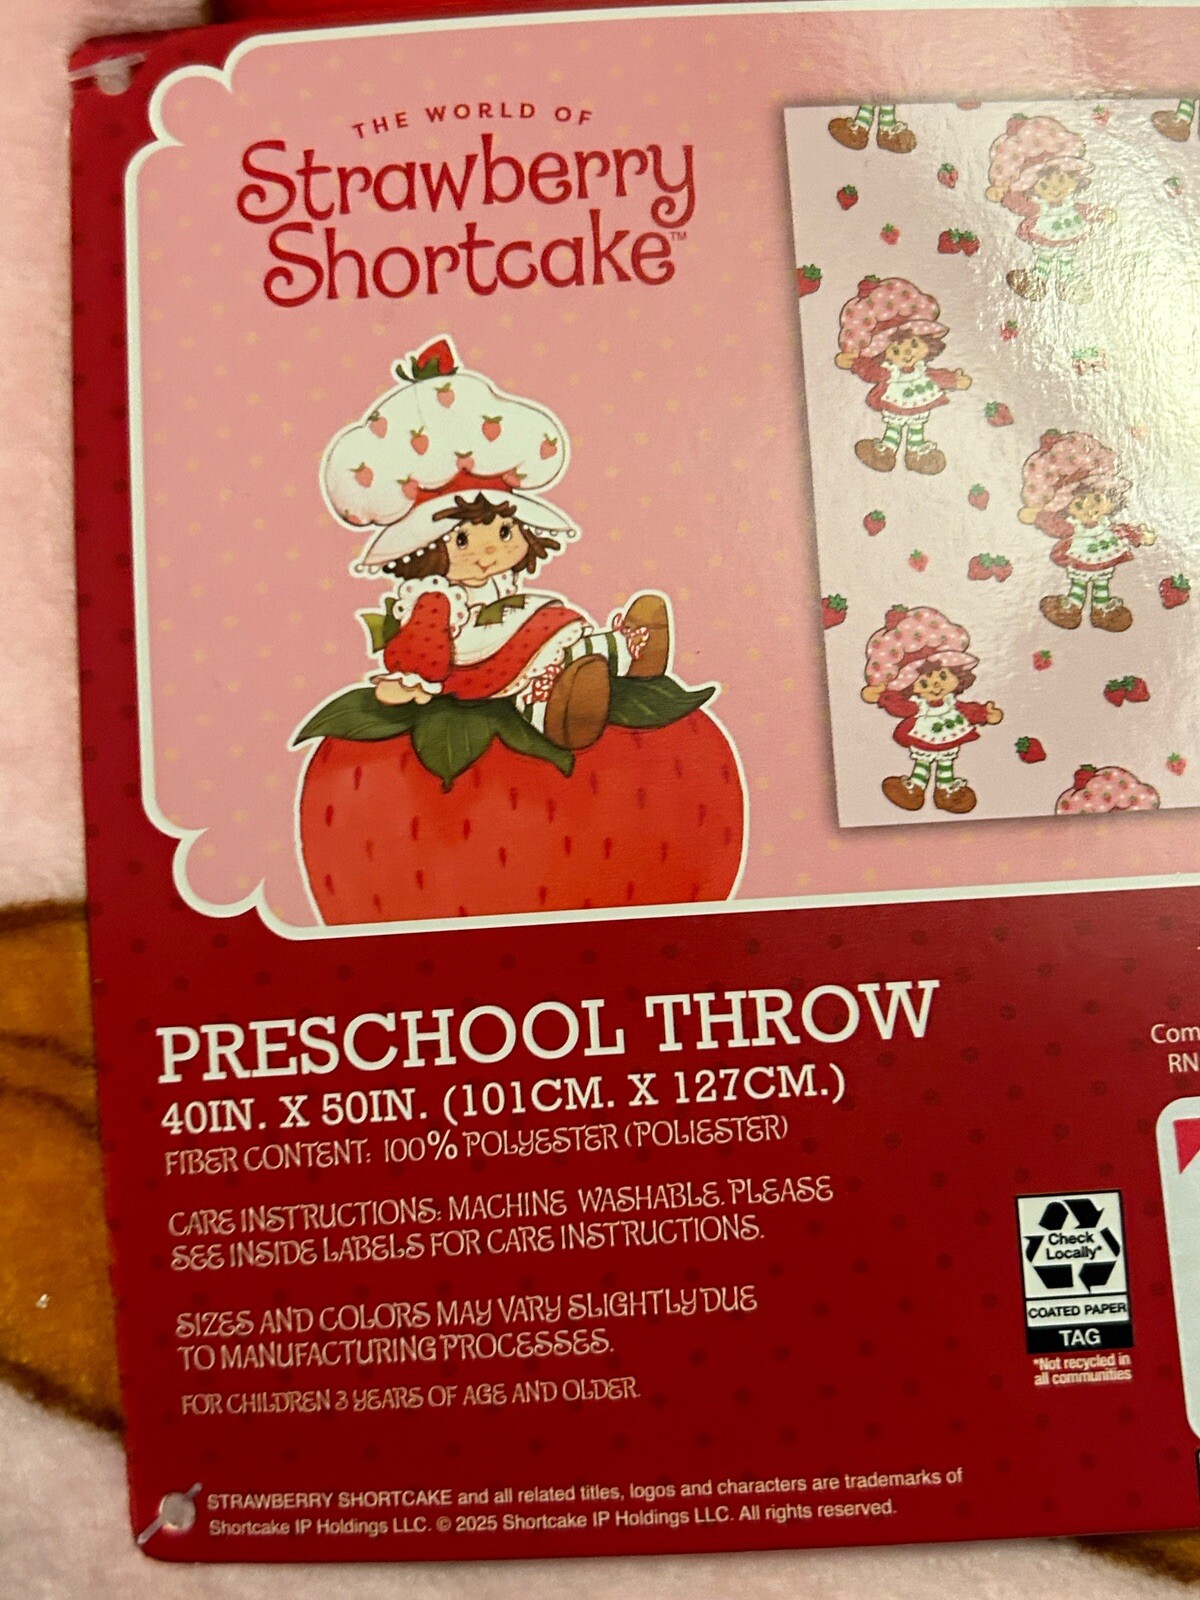 THE WORLD OF
Strawberry
Shortcake™
PRESCHOOL THROW
40IN. X 50IN. (101CM. X 127CM.)
FIBER CONTENT: 100% POLYESTER (POLIESTER)
CARE INSTRUCTIONS: MACHINE WASHABLE. PLEASE
SEE INSIDE LABELS FOR CARE INSTRUCTIONS.
SIZES AND COLORS MAY VARY SLIGHTLY DUE
TO MANUFACTURING PROCESSES.
FOR CHILDREN 3 YEARS OF AGE AND OLDER.
Com
RN
Check
Locally*
COATED PAPER
TAG
*Not recycled in
all communities
STRAWBERRY SHORTCAKE and all related titles, logos and characters are trademarks of
Shortcake IP Holdings LLC. © 2025 Shortcake IP Holdings LLC. All rights reserved.